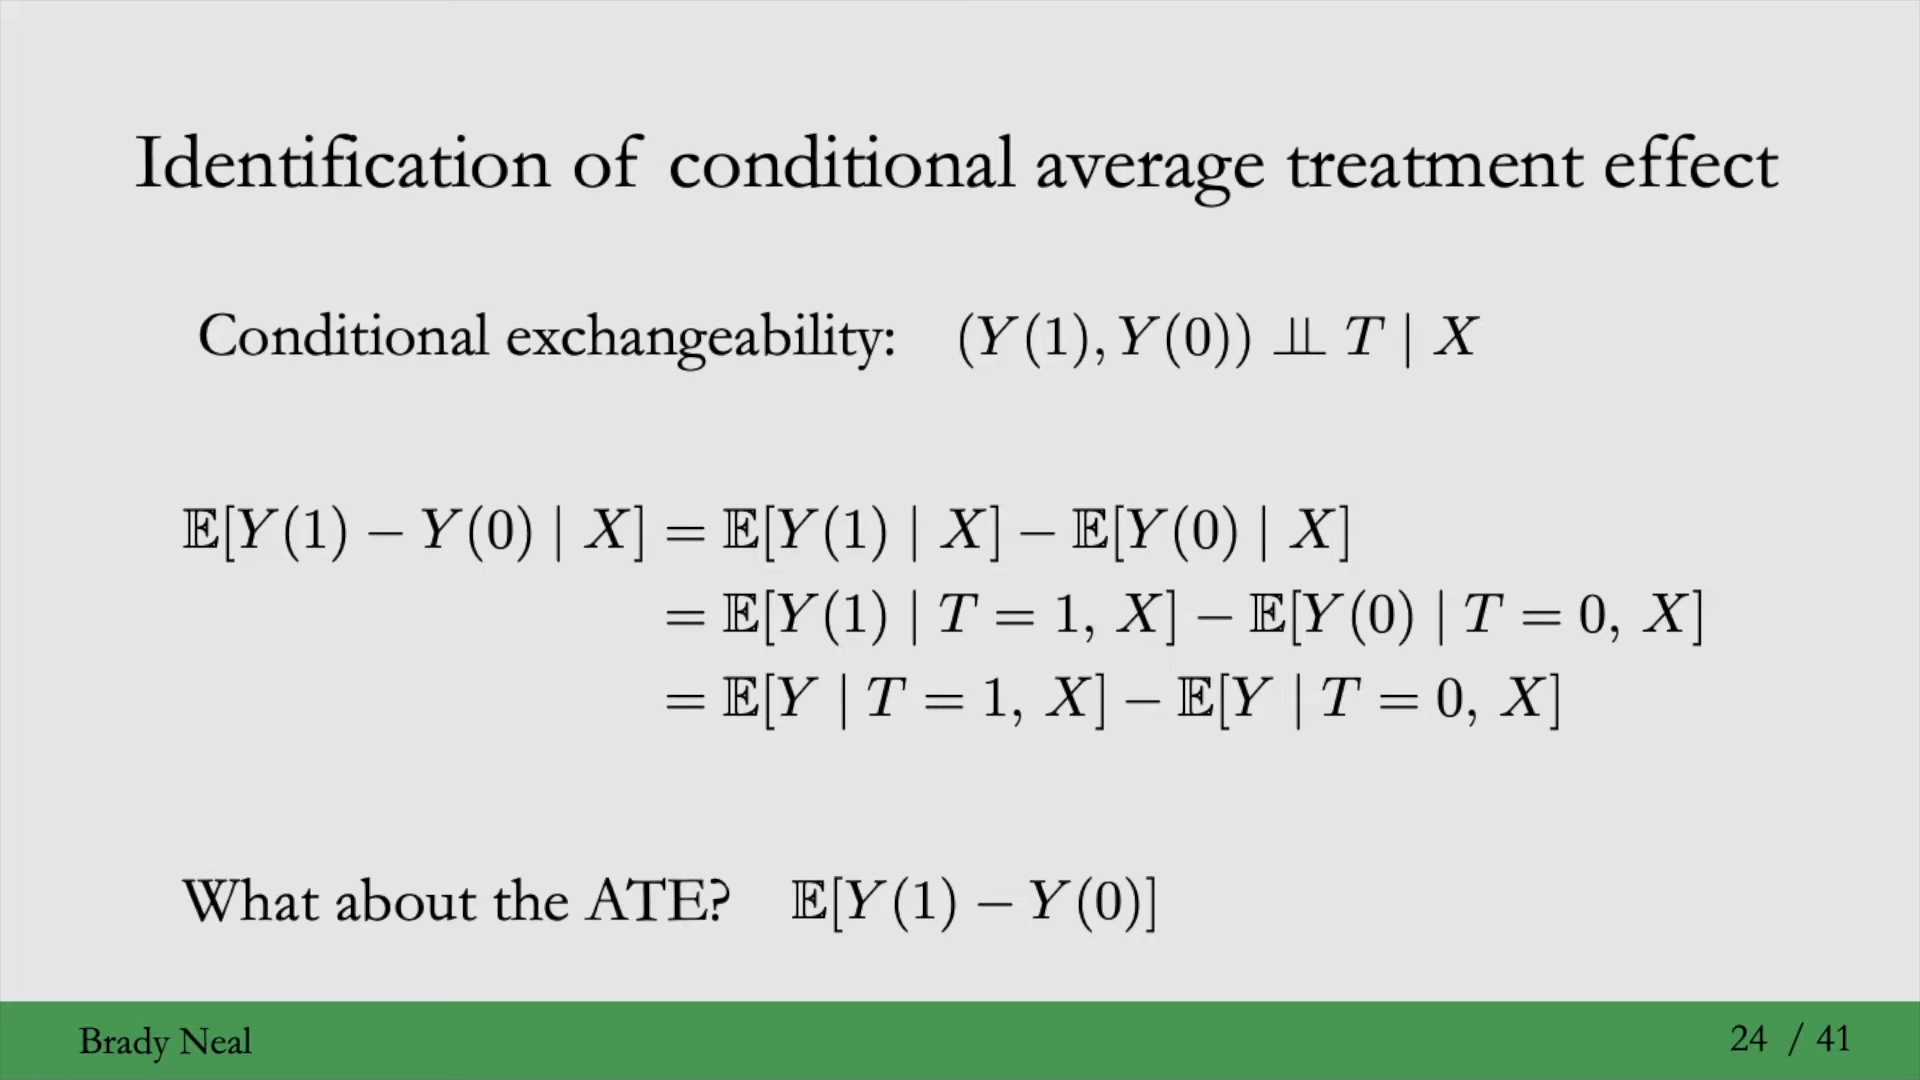 Identification of conditional average treatment effect
Conditional exchangeability: (Y(1), Y(0)) ⫫ T | X
𝔼[Y(1) − Y(0) | X] = 𝔼[Y(1) | X] − 𝔼[Y(0) | X]
= 𝔼[Y(1) | T = 1, X] − 𝔼[Y(0) | T = 0, X]
= 𝔼[Y | T = 1, X] − 𝔼[Y | T = 0, X]
What about the ATE? 𝔼[Y(1) − Y(0)]
Brady Neal 24 / 41